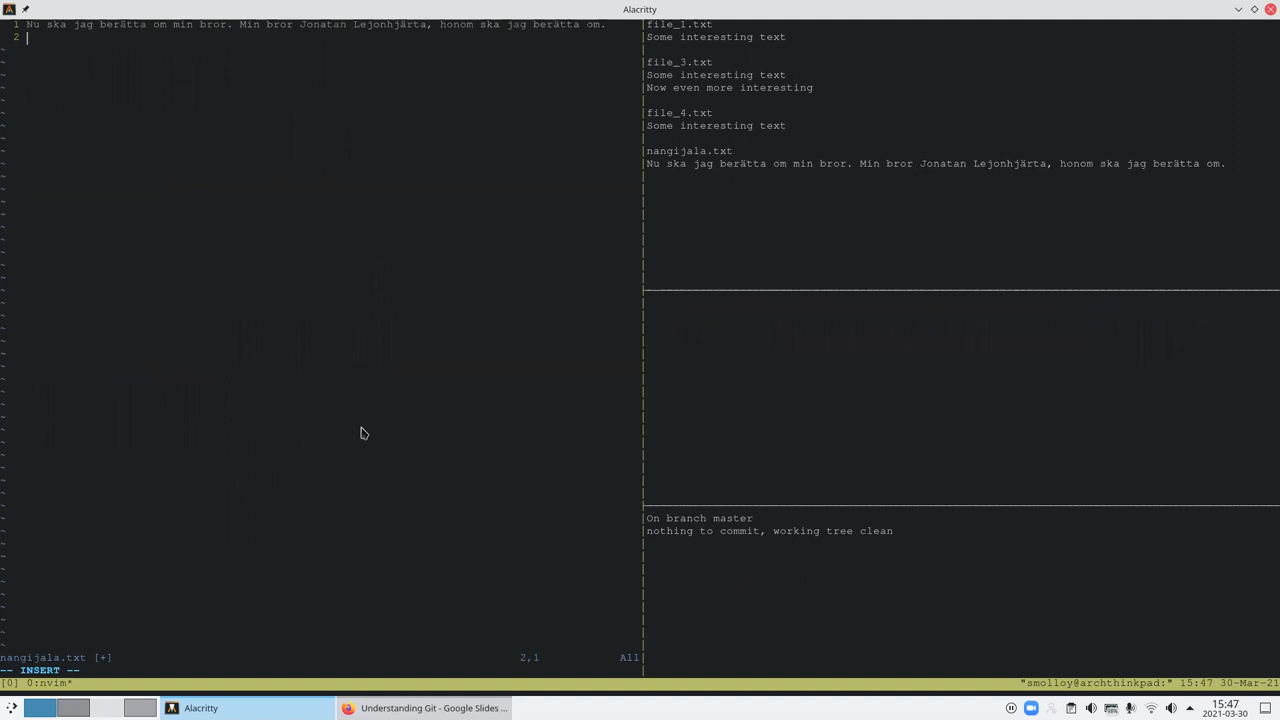 Alacritty
1 Nu ska jag berätta om min bror. Min bror Jonatan Lejonhjärta, honom ska jag berätta om.
2
nangijala.txt [+] 2,1 All
-- INSERT --
file_1.txt
Some interesting text
file_3.txt
Some interesting text
Now even more interesting
file_4.txt
Some interesting text
nangijala.txt
Nu ska jag berätta om min bror. Min bror Jonatan Lejonhjärta, honom ska jag berätta om.
On branch master
nothing to commit, working tree clean
[0] 0:nvim* "smolloy@archthinkpad:" 15:47 30-Mar-21
Alacritty
Understanding Git - Google Slides ...
15:47
2021-03-30